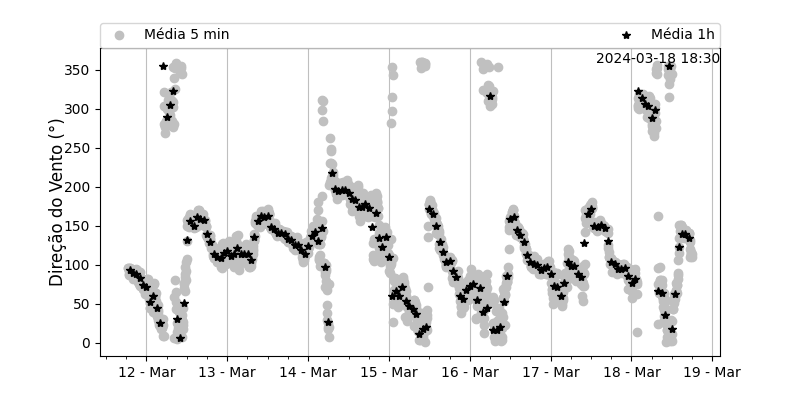 Média 5 min
Média 1h
2024-03-18 18:30
Direção do Vento (°)
350
300
250
200
150
100
50
0
12 - Mar
13 - Mar
14 - Mar
15 - Mar
16 - Mar
17 - Mar
18 - Mar
19 - Mar